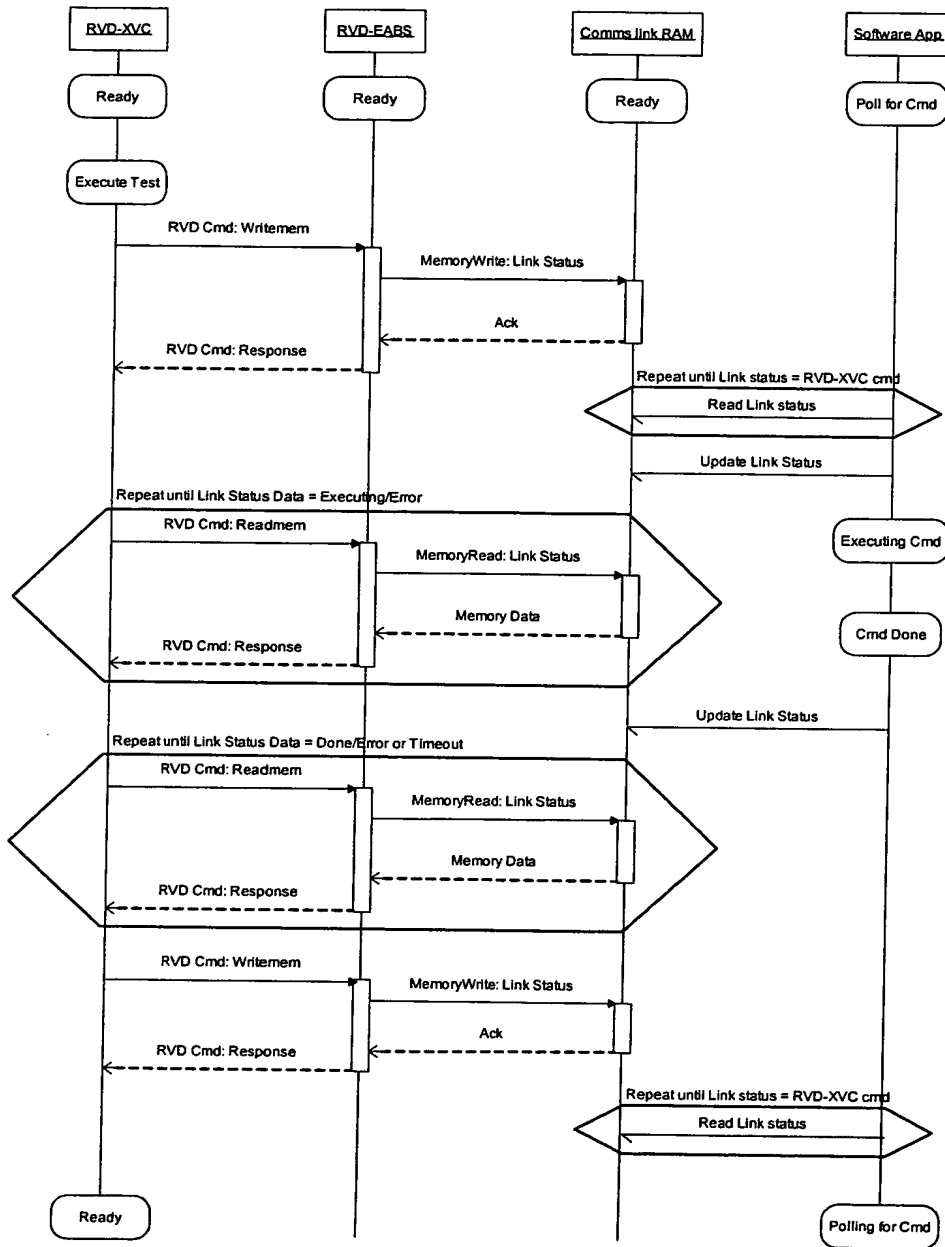 RVD-XVC
RVD-EABS
Comms link RAM
Software App
Ready
Ready
Ready
Poll for Cmd
Execute Test
RVD Cmd: Writemem
MemoryWrite: Link Status
Ack
RVD Cmd: Response
Repeat until Link status = RVD-XVC cmd
Read Link status
Update Link Status
Repeat until Link Status Data = Executing/Error
RVD Cmd: Readmem
Executing Cmd
MemoryRead: Link Status
Memory Data
Cmd Done
RVD Cmd: Response
Update Link Status
Repeat until Link Status Data = Done/Error or Timeout
RVD Cmd: Readmem
MemoryRead: Link Status
Memory Data
RVD Cmd: Response
RVD Cmd: Writemem
MemoryWrite: Link Status
Ack
RVD Cmd: Response
Repeat until Link status = RVD-XVC cmd
Read Link status
Ready
Polling for Cmd